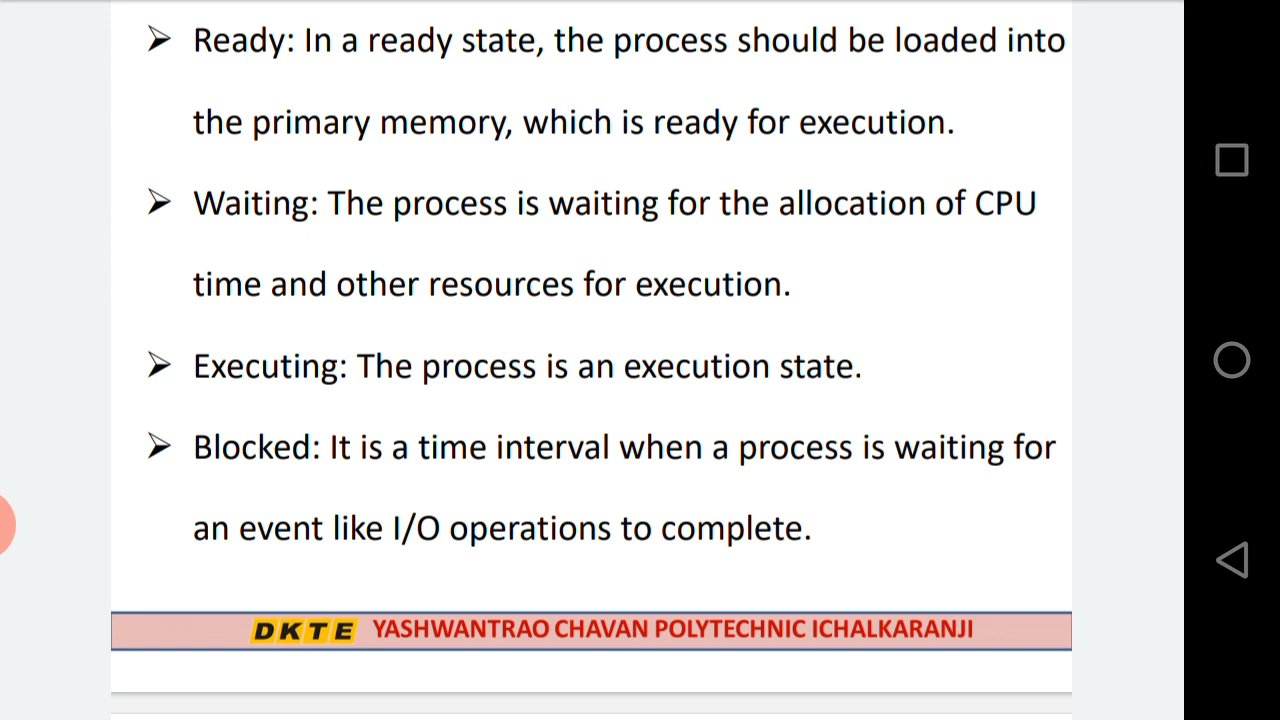 ➢ Ready: In a ready state, the process should be loaded into
the primary memory, which is ready for execution.
➢ Waiting: The process is waiting for the allocation of CPU
time and other resources for execution.
➢ Executing: The process is an execution state.
➢ Blocked: It is a time interval when a process is waiting for
an event like I/O operations to complete.
DKTE YASHWANTRAO CHAVAN POLYTECHNIC ICHALKARANJI